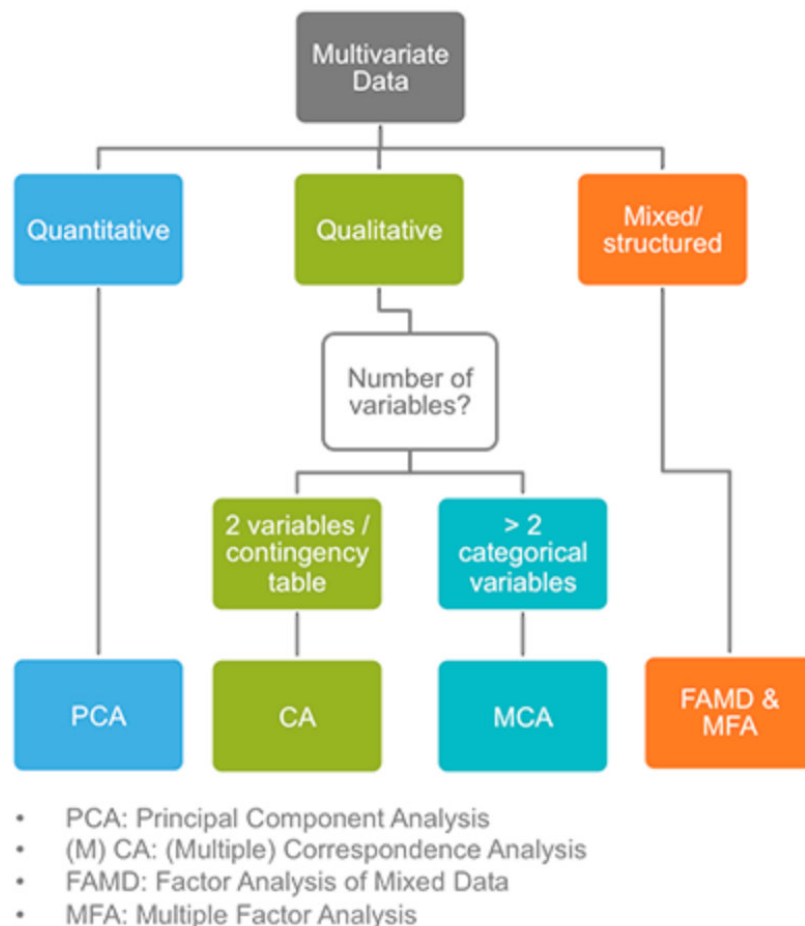 Multivariate
Data
Quantitative
Qualitative
Mixed/
structured
Number of
variables?
2 variables /
contingency
table
> 2
categorical
variables
PCA
CA
MCA
FAMD &
MFA
• PCA: Principal Component Analysis
• (M) CA: (Multiple) Correspondence Analysis
• FAMD: Factor Analysis of Mixed Data
• MFA: Multiple Factor Analysis